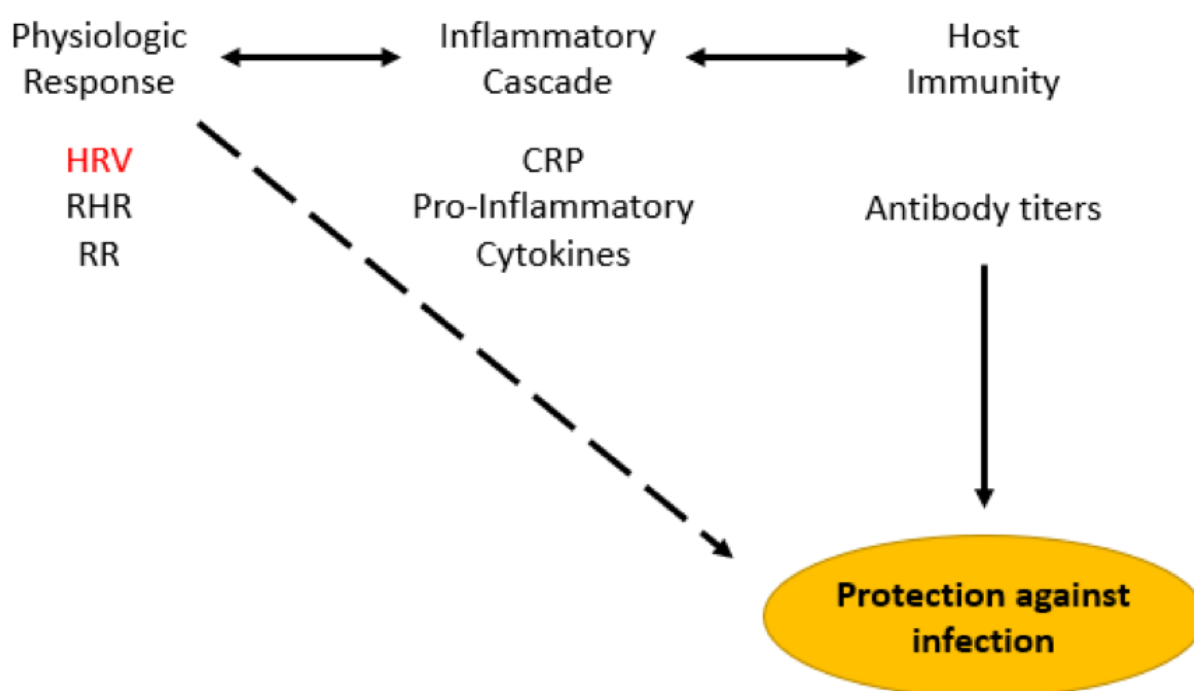 Physiologic
Response
Inflammatory
Cascade
Host
Immunity
HRV
RHR
RR
CRP
Pro-Inflammatory
Cytokines
Antibody titers
Protection against
infection